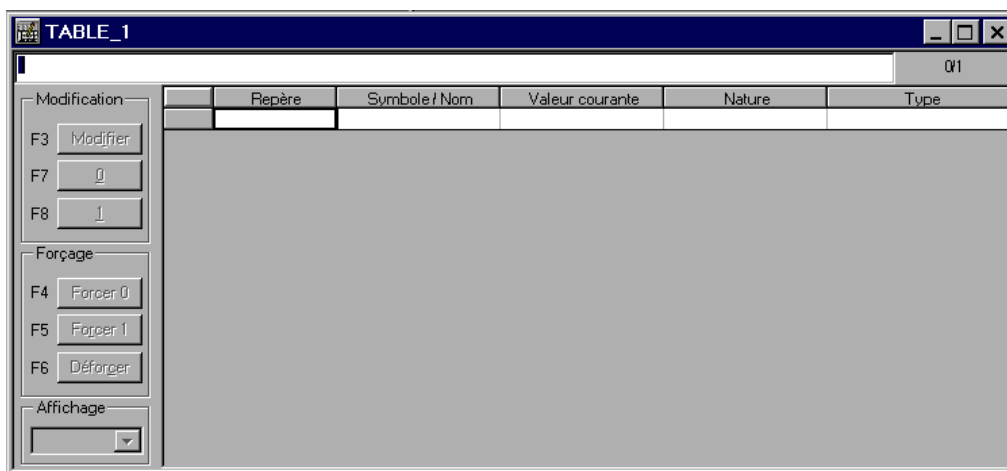 TABLE_1
0/1
Modification
Repère Symbole / Nom Valeur courante Nature Type
F3 Modifier
F7 0
F8 1
Forçage
F4 Forcer 0
F5 Forcer 1
F6 Déforcer
Affichage